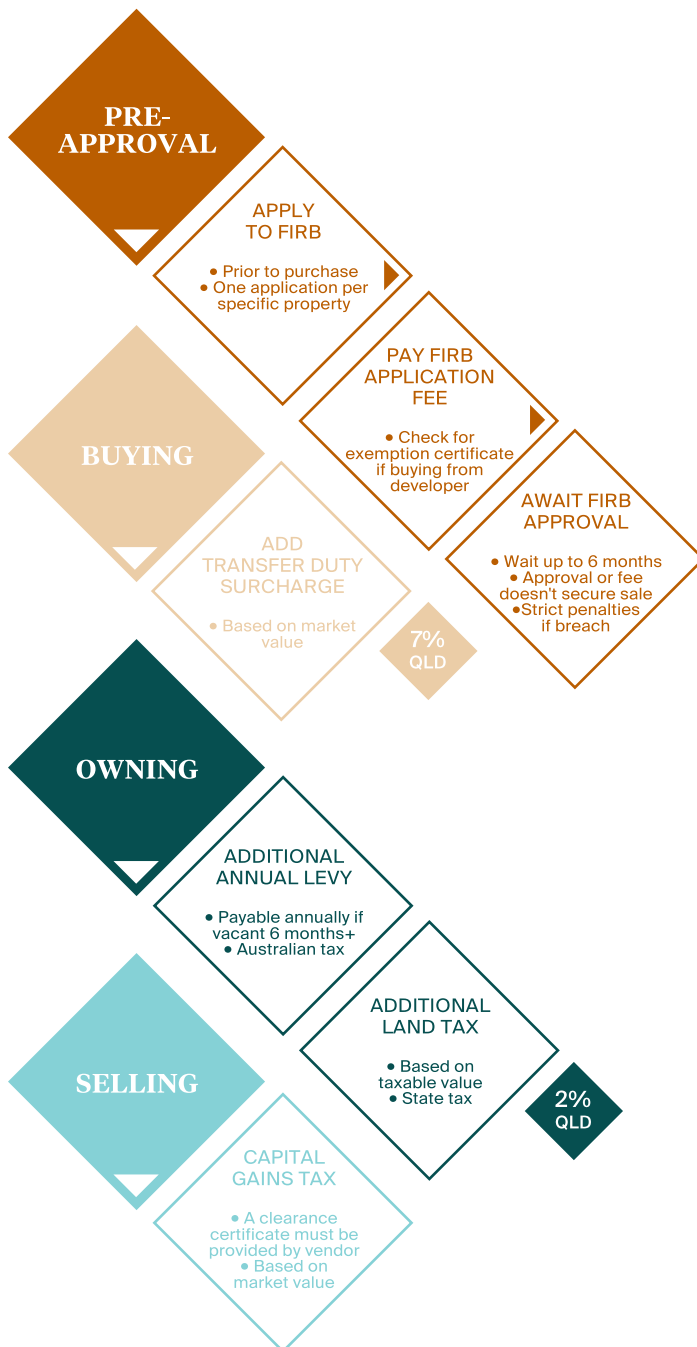 PRE-
APPROVAL
APPLY
TO FIRB
● Prior to purchase
● One application per
specific property
PAY FIRB
APPLICATION
FEE
● Check for
exemption certificate
if buying from
developer
AWAIT FIRB
APPROVAL
● Wait up to 6 months
● Approval or fee
doesn't secure sale
●Strict penalties
if breach
BUYING
ADD
TRANSFER DUTY
SURCHARGE
● Based on market
value
7%
QLD
OWNING
ADDITIONAL
ANNUAL LEVY
● Payable annually if
vacant 6 months+
● Australian tax
ADDITIONAL
LAND TAX
● Based on
taxable value
● State tax
2%
QLD
SELLING
CAPITAL
GAINS TAX
● A clearance
certificate must be
provided by vendor
● Based on
market value